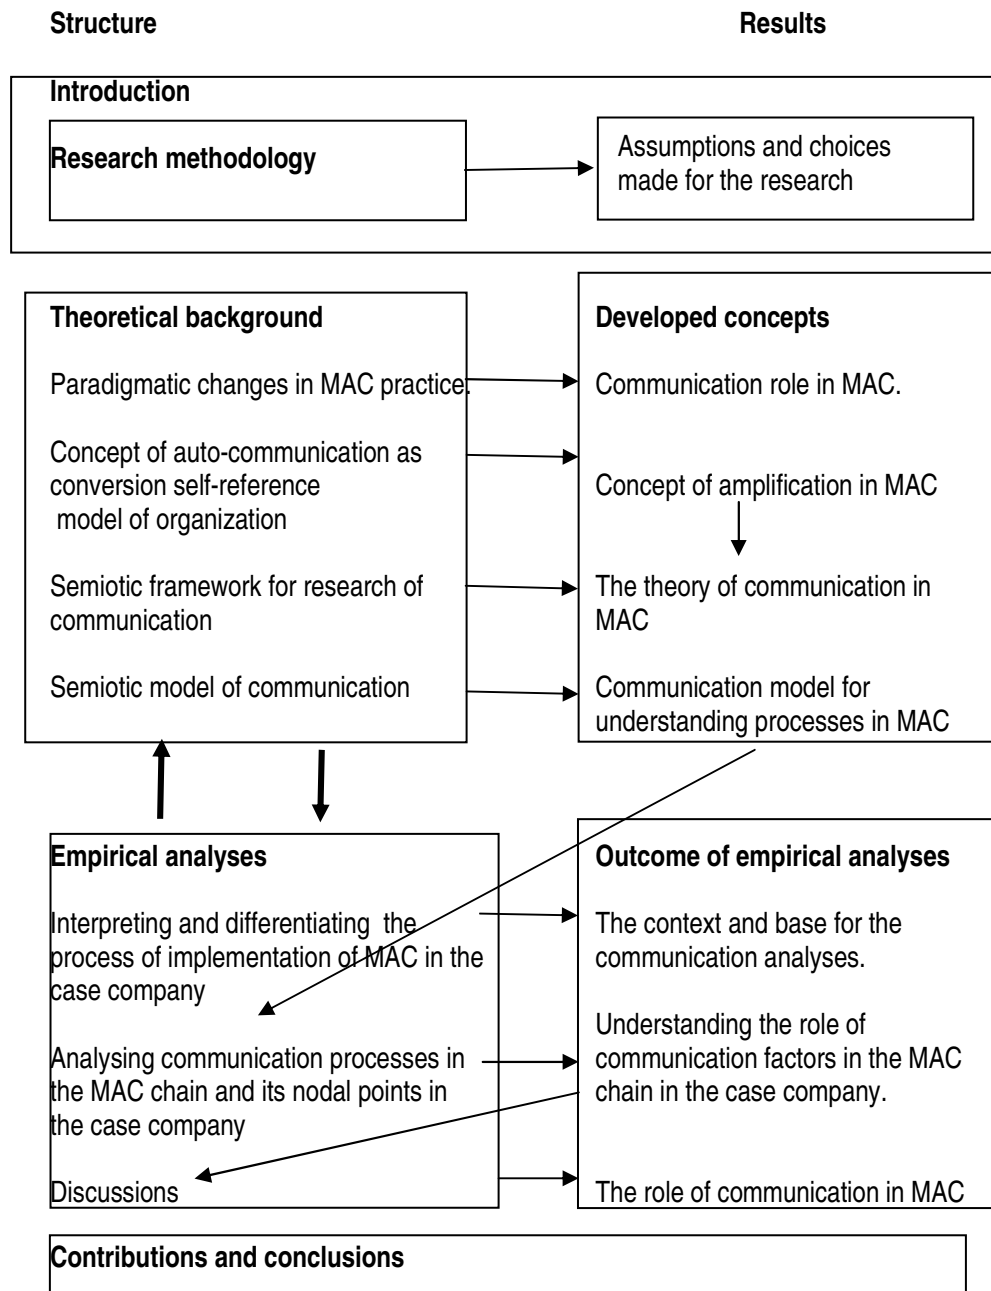 Structure
Results
Introduction
Research methodology
Assumptions and choices
made for the research
Theoretical background
Paradigmatic changes in MAC practice.
Concept of auto-communication as
conversion self-reference
model of organization
Semiotic framework for research of
communication
Semiotic model of communication
Developed concepts
Communication role in MAC.
Concept of amplification in MAC
The theory of communication in
MAC
Communication model for
understanding processes in MAC
Empirical analyses
Interpreting and differentiating the
process of implementation of MAC in the
case company
Analysing communication processes in
the MAC chain and its nodal points in
the case company
Discussions
Outcome of empirical analyses
The context and base for the
communication analyses.
Understanding the role of
communication factors in the MAC
chain in the case company.
The role of communication in MAC
Contributions and conclusions